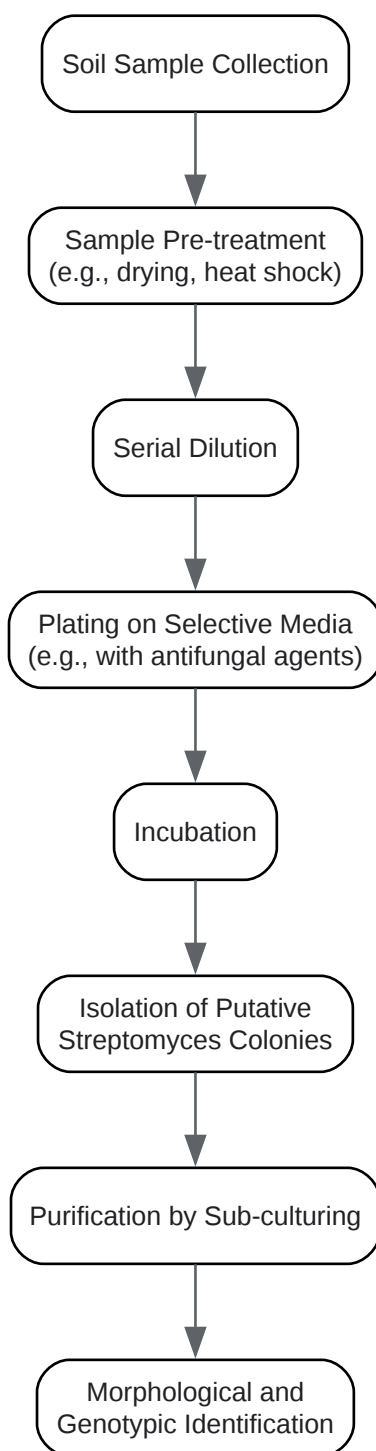 Soil Sample Collection
Sample Pre-treatment
(e.g., drying, heat shock)
Serial Dilution
Plating on Selective Media
(e.g., with antifungal agents)
Incubation
Isolation of Putative
Streptomyces Colonies
Purification by Sub-culturing
Morphological and
Genotypic Identification